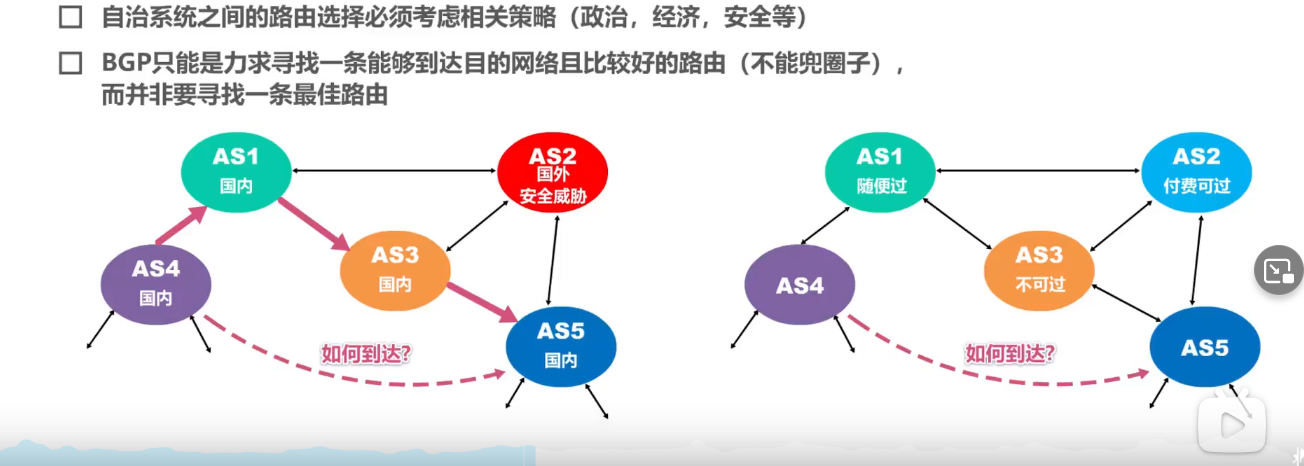 自治系统之间的路由选择必须考虑相关策略（政治，经济，安全等）
BGP只能是力求寻找一条能够到达目的网络且比较好的路由（不能兜圈子），
而并非要寻找一条最佳路由
AS1
国内
AS2
国外
安全威胁
AS3
国内
AS4
国内
AS5
国内
如何到达?
AS1
随便过
AS2
付费可过
AS3
不可过
AS4
AS5
如何到达?